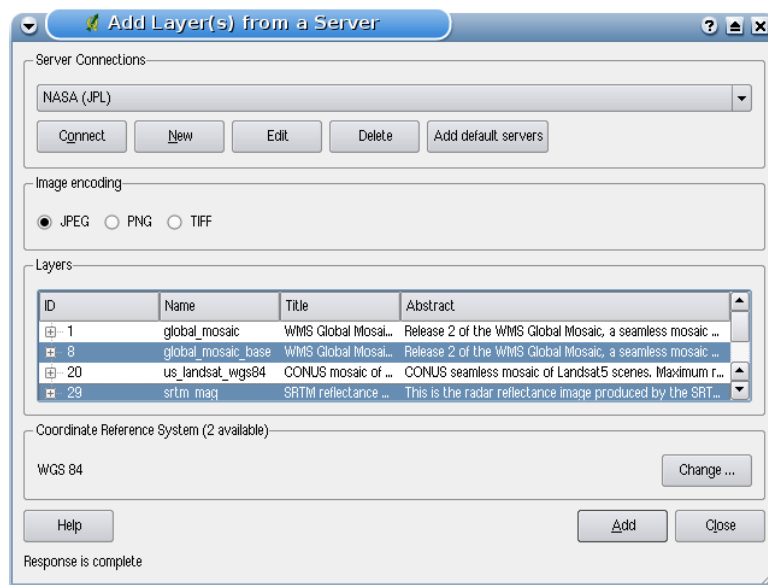 Add Layer(s) from a Server
Server Connections
NASA (JPL)
Connect New Edit Delete Add default servers
Image encoding
JPEG PNG TIFF
Layers
ID Name Title Abstract
1 global_mosaic WMS Global Mosai... Release 2 of the WMS Global Mosaic, a seamless mosaic ...
8 global_mosaic_base WMS Global Mosai... Release 2 of the WMS Global Mosaic, a seamless mosaic ...
20 us_landsat_wgs84 CONUS mosaic of ... CONUS seamless mosaic of Landsat5 scenes. Maximum r...
29 srtm_mag SRTM reflectance ... This is the radar reflectance image produced by the SRT...
Coordinate Reference System (2 available)
WGS 84 Change ...
Help Add Close
Response is complete